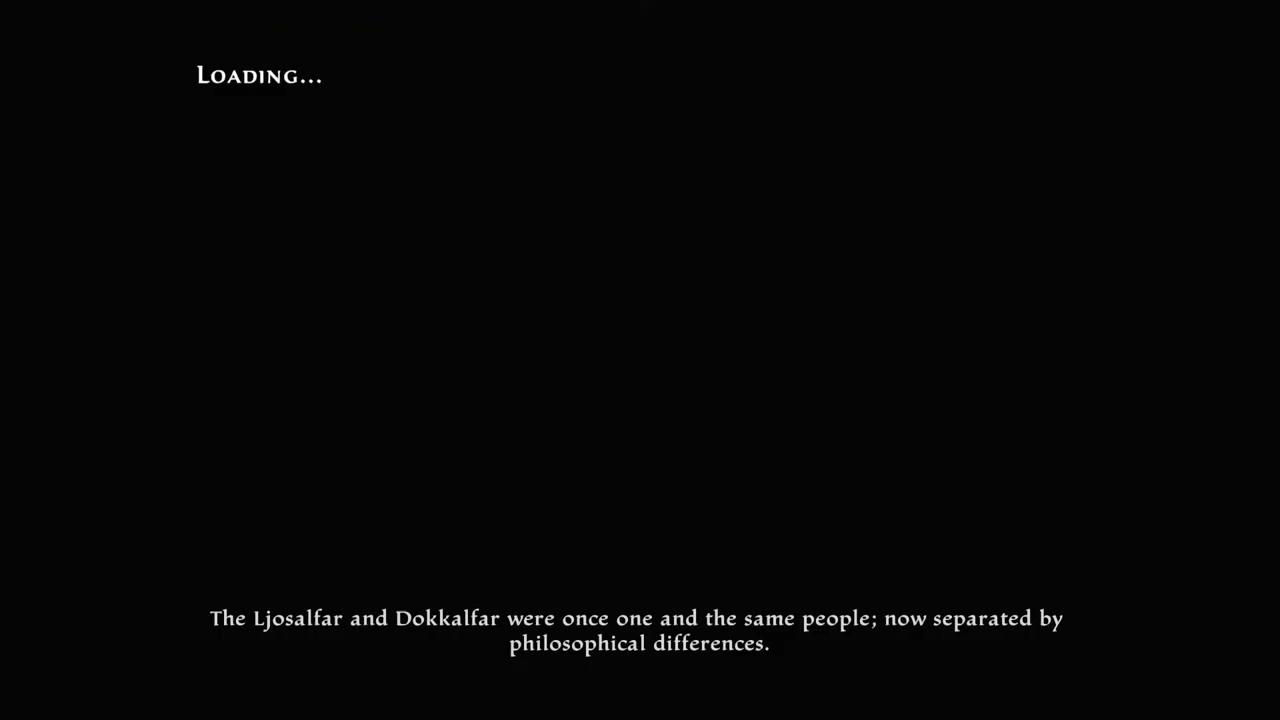 Loading...
The Ljosalfar and Dokkalfar were once one and the same people; now separated by
philosophical differences.